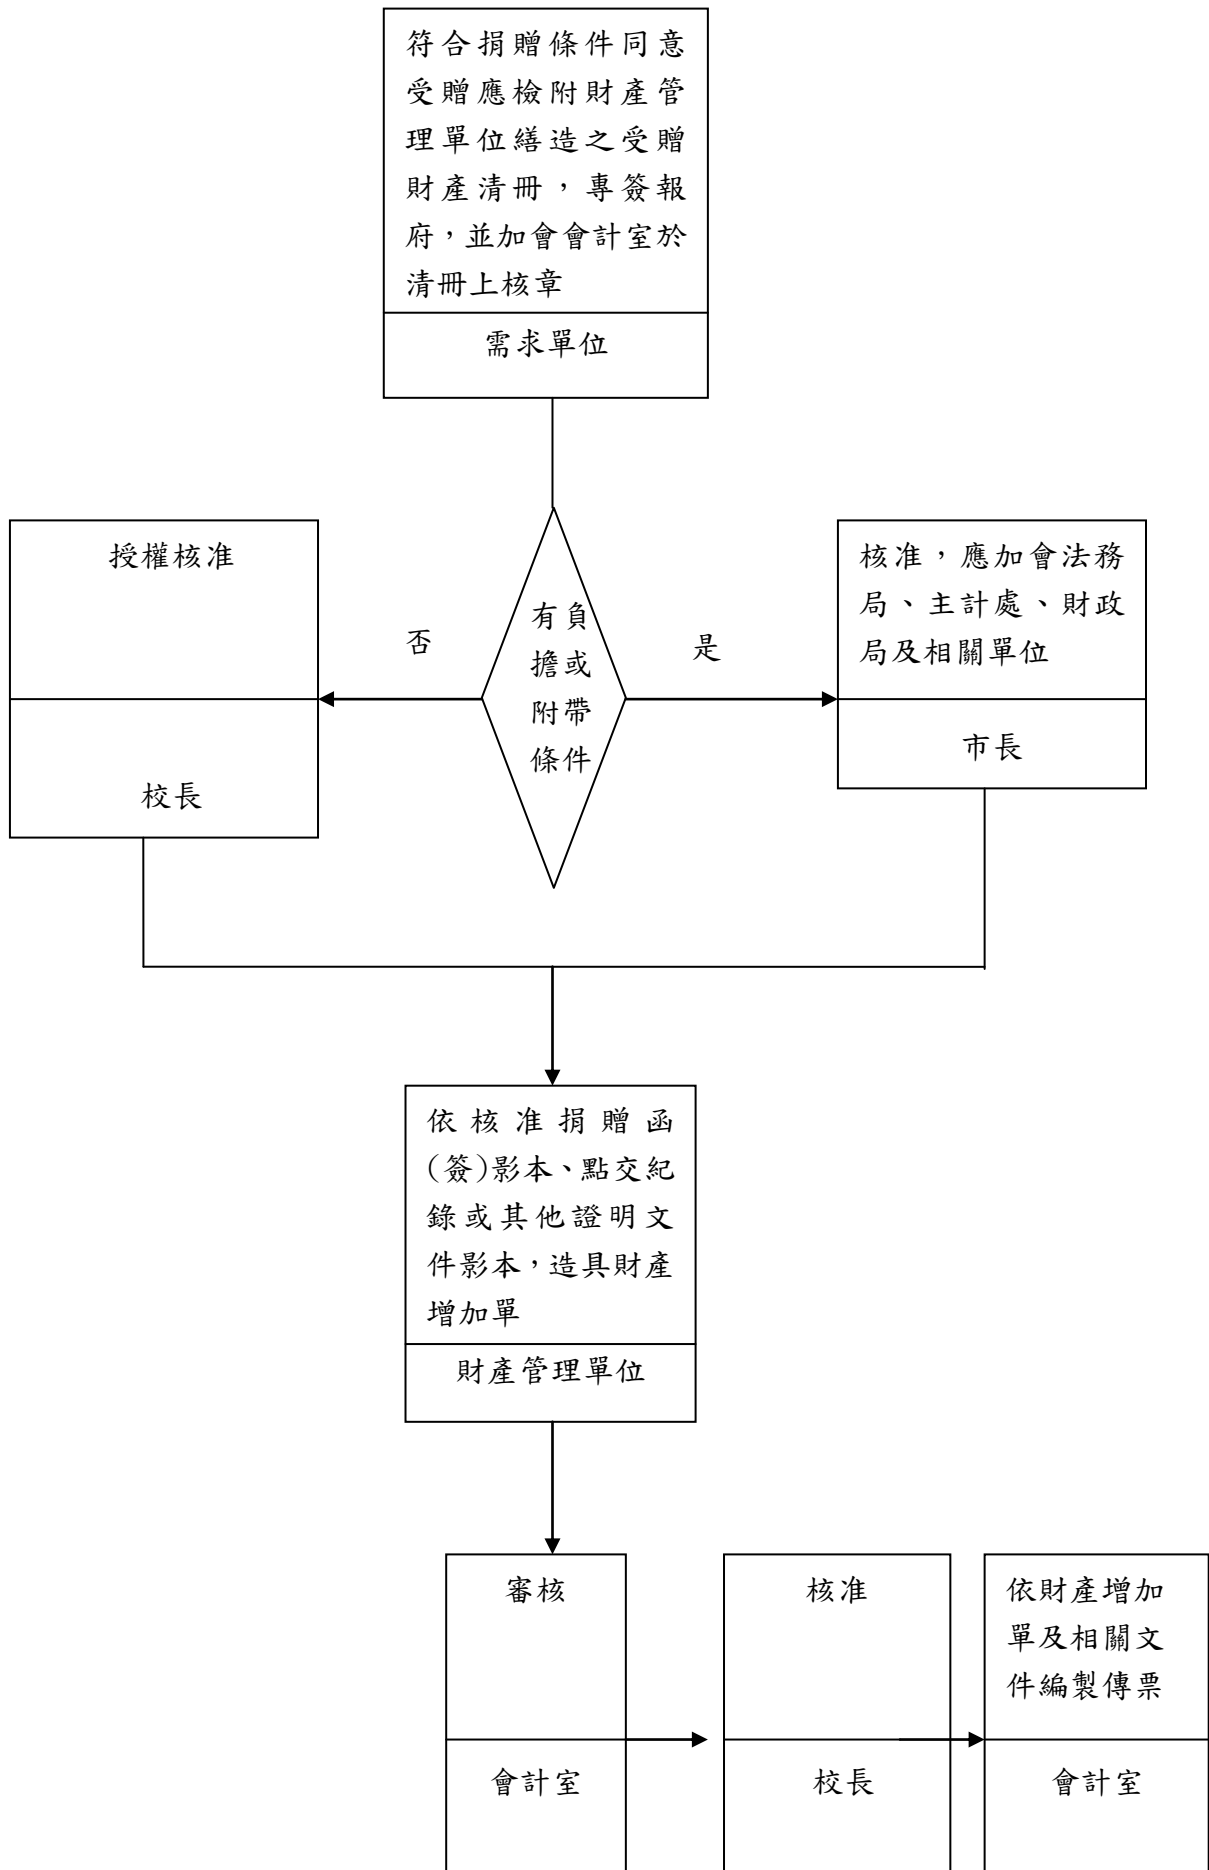 符合捐贈條件同意
受贈應檢附財產管
理單位繕造之受贈
財產清冊，專簽報
府，並加會會計室於
清冊上核章
需求單位
授權核准
校長
否
有負
擔或
附帶
條件
是
核准，應加會法務
局、主計處、財政
局及相關單位
市長
依核准捐贈函
(簽)影本、點交紀
錄或其他證明文
件影本，造具財產
增加單
財產管理單位
審核
會計室
核准
校長
依財產增加
單及相關文
件編製傳票
會計室